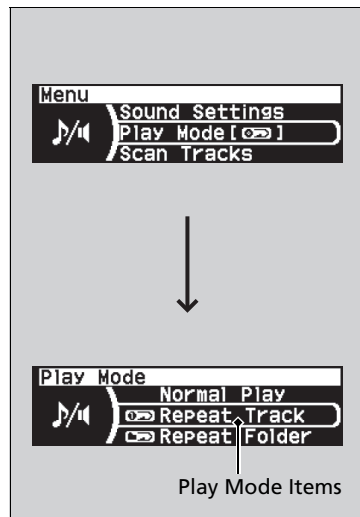 Menu
Sound Settings
Play Mode[ ]
Scan Tracks
Play Mode
Normal Play
Repeat Track
Repeat Folder
Play Mode Items